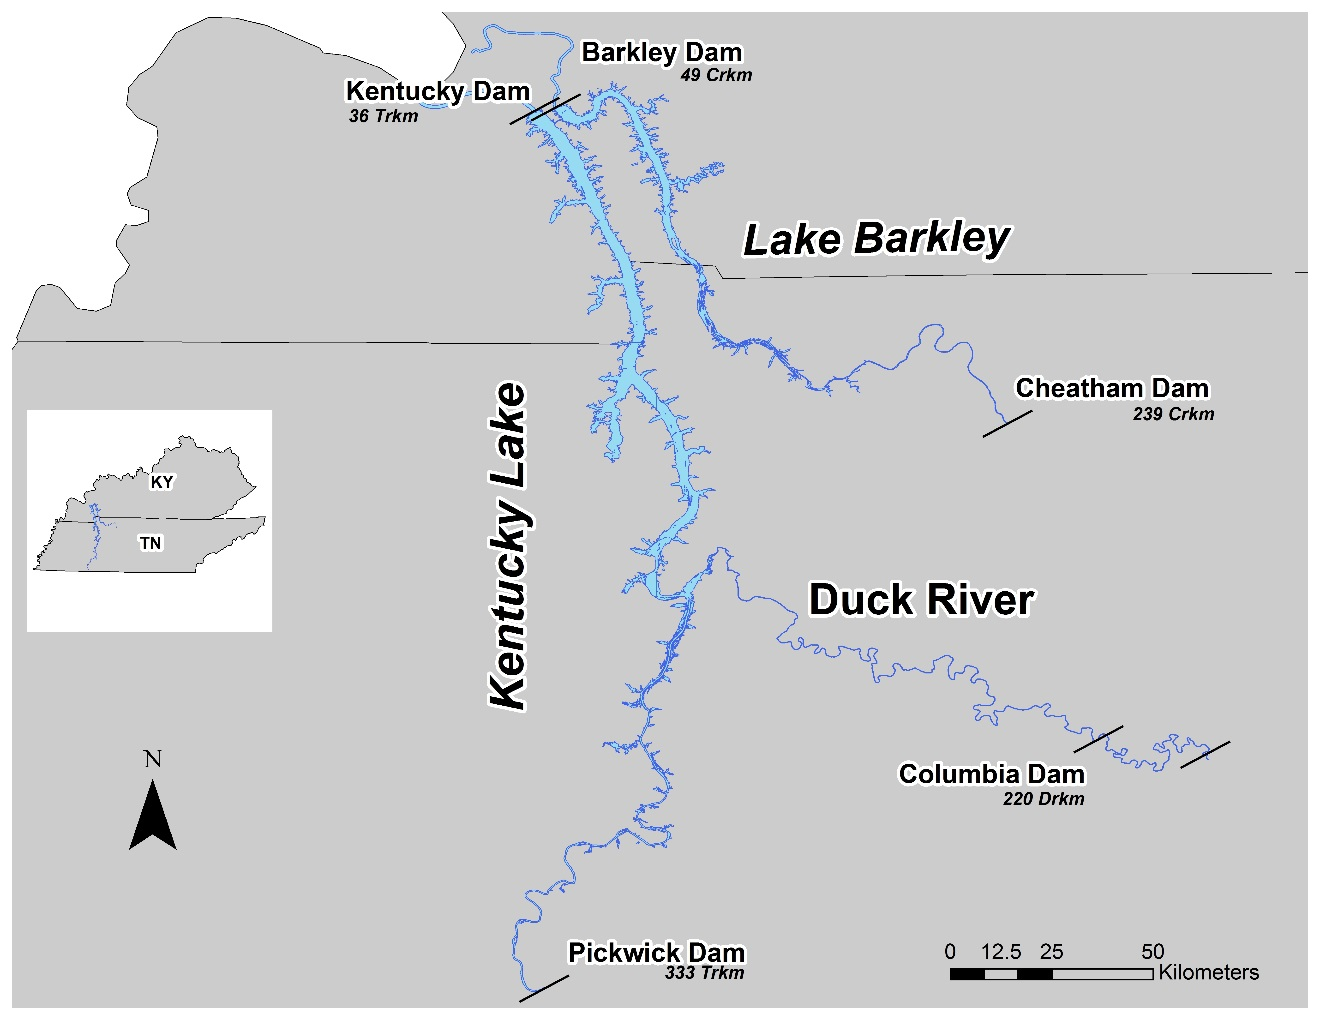 Barkley Dam
49 Crkm
Kentucky Dam
36 Trkm
Lake Barkley
Cheatham Dam
239 Crkm
Kentucky Lake
KY
TN
Duck River
N
Columbia Dam
220 Drkm
Pickwick Dam
333 Trkm
0 12.5 25 50
Kilometers